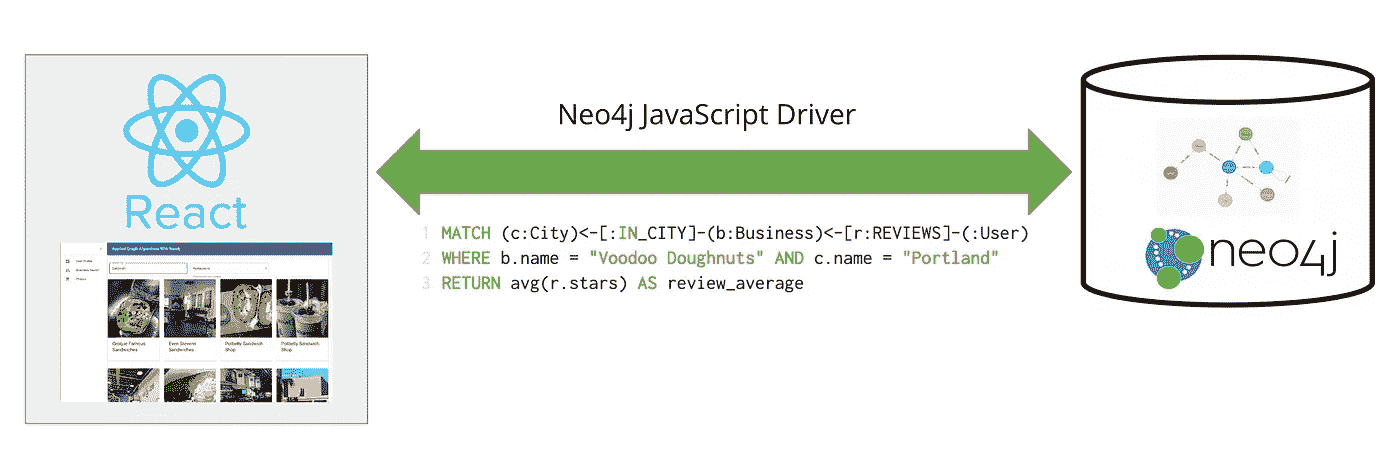 Neo4j JavaScript Driver
React
1 MATCH (c:City)<-[:IN_CITY]-(b:Business)<-[r:REVIEWS]-(:User)
2 WHERE b.name = "Voodoo Doughnuts" AND c.name = "Portland"
3 RETURN avg(r.stars) AS review_average
neo4j
Applied Graph Algorithms With Neo4j
User Profile
Business Search
Photos
Restaurants
Croque Famous
Sandwiches
Even Stevens
Sandwiches
Potbelly Sandwich
Shop
Potbelly Sandwich
Shop